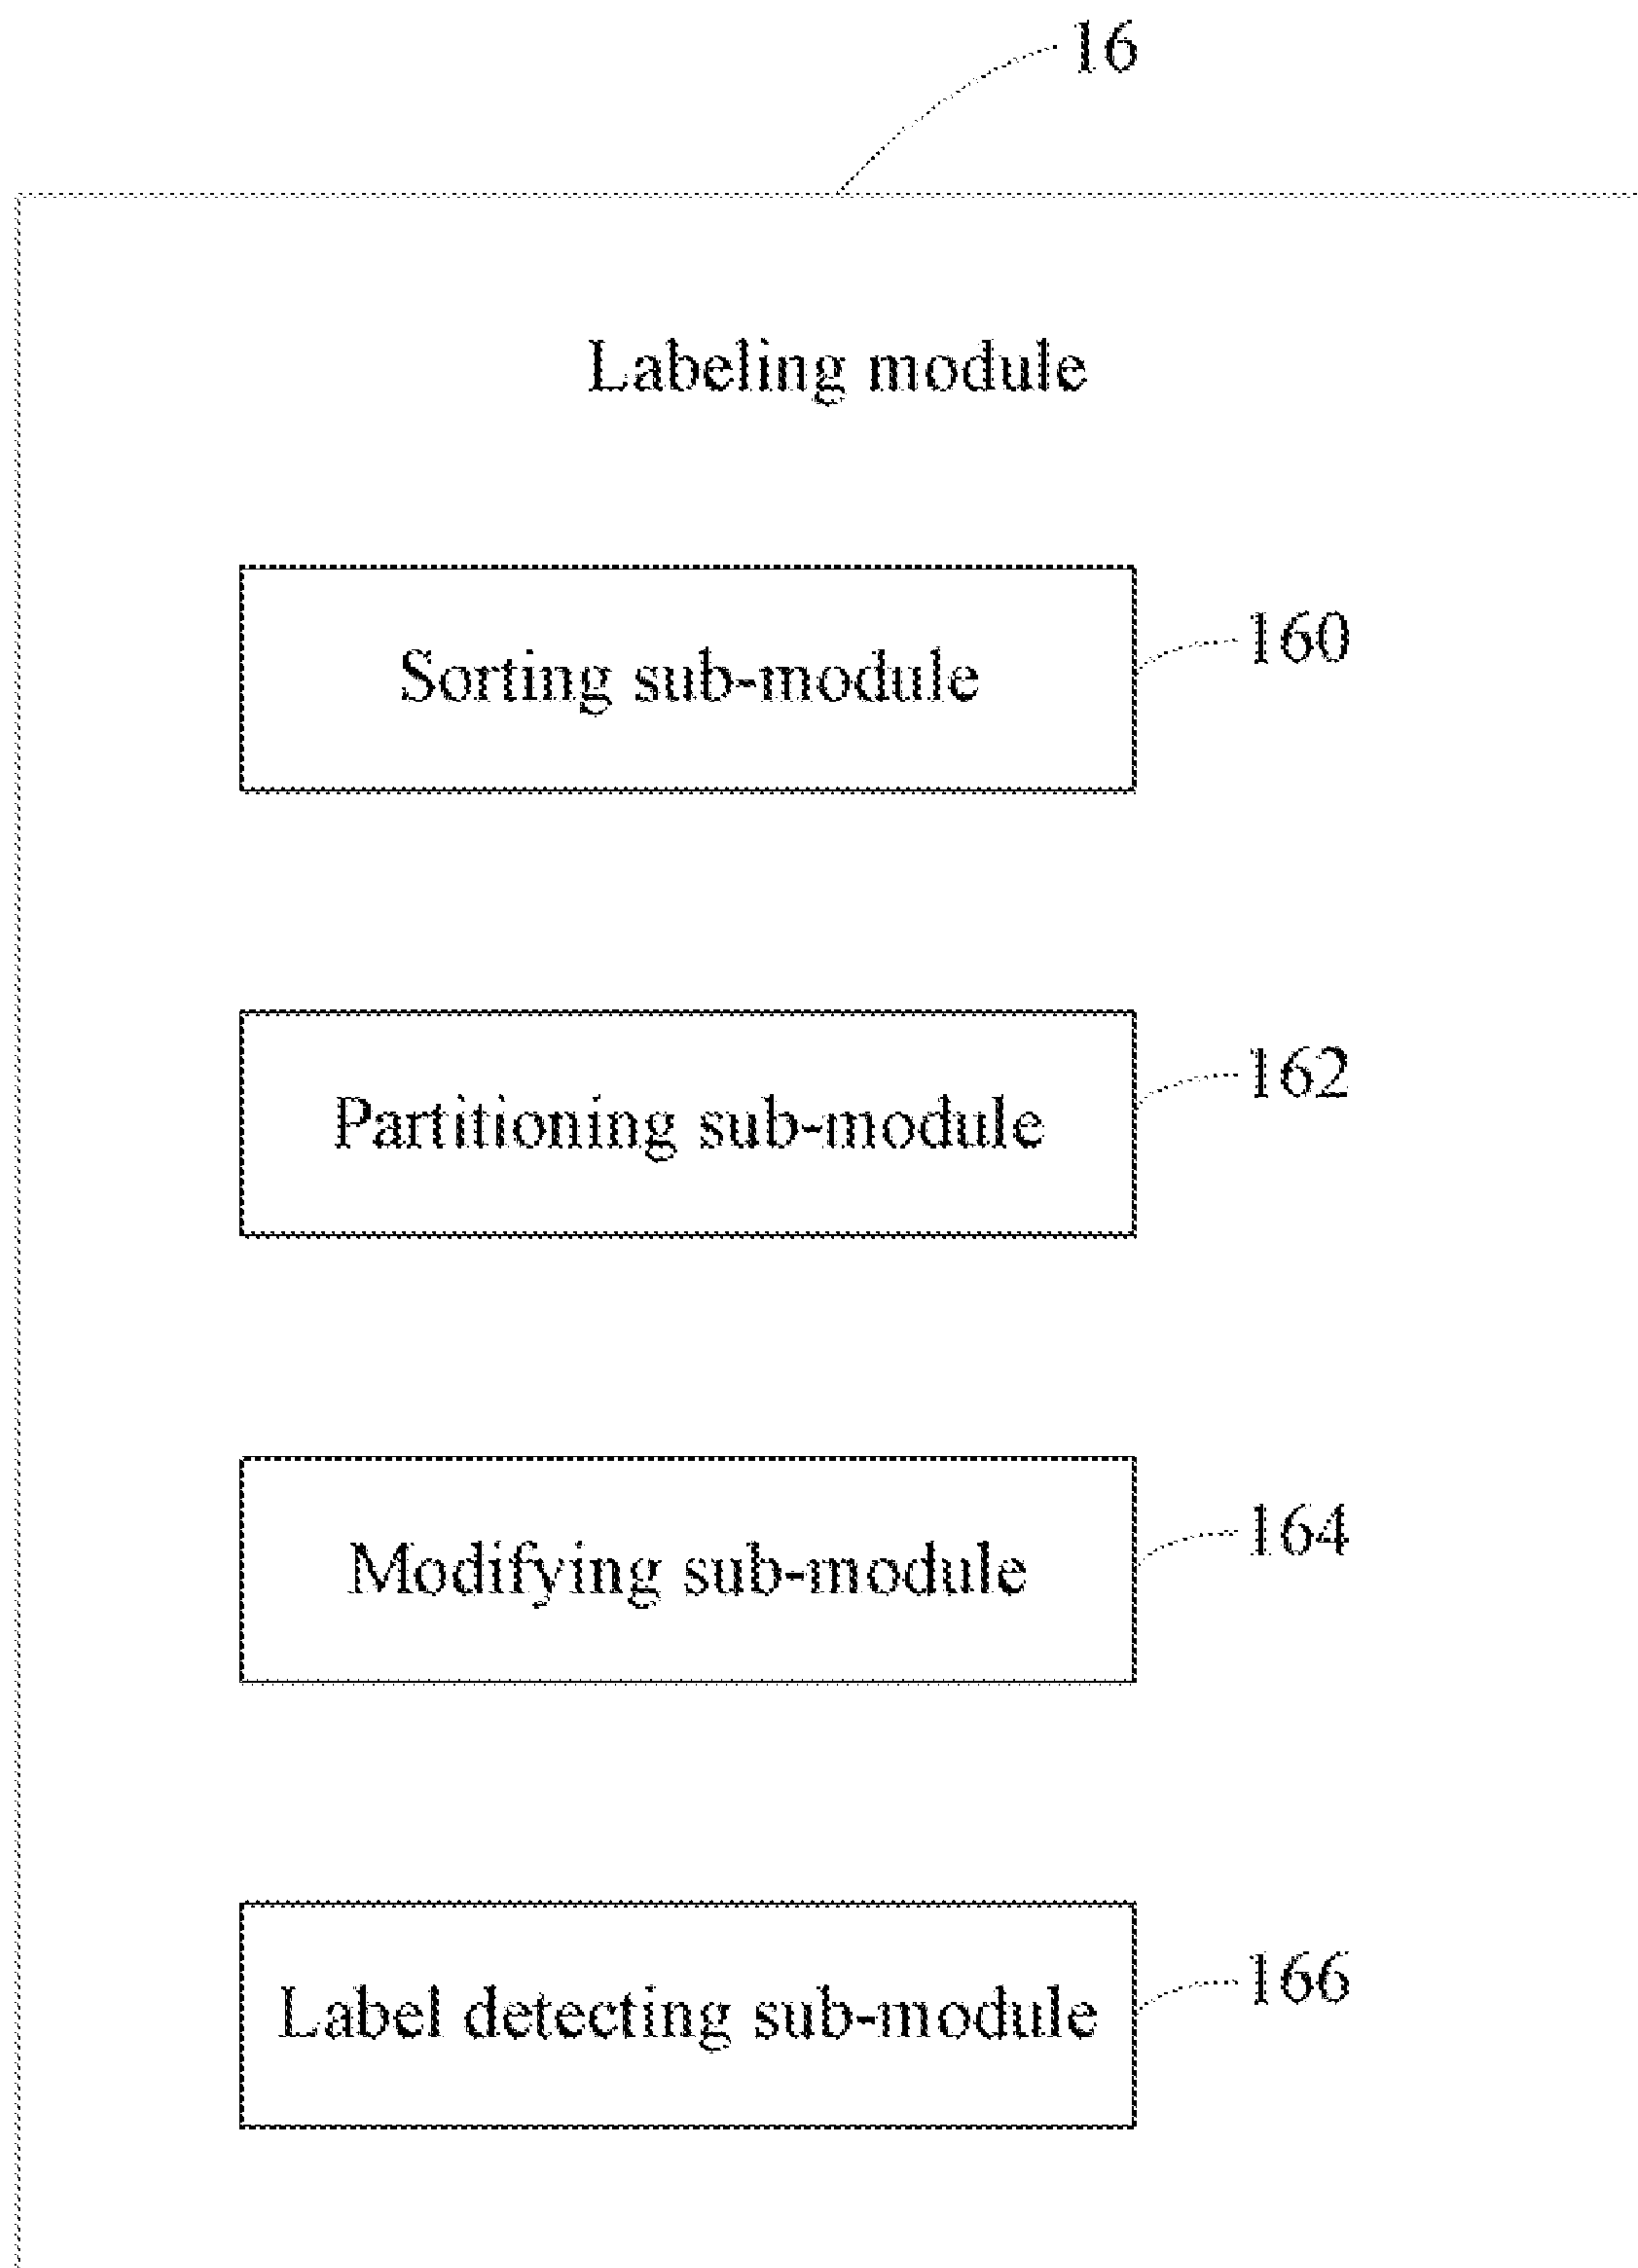 16
Labeling module
Sorting sub-module
160
Partitioning sub-module
162
Modifying sub-module
164
Label detecting sub-module
166